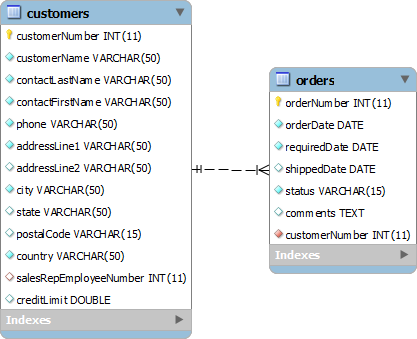 customers
customerNumber INT(11)
customerName VARCHAR(50)
contactLastName VARCHAR(50)
contactFirstName VARCHAR(50)
phone VARCHAR(50)
addressLine1 VARCHAR(50)
addressLine2 VARCHAR(50)
city VARCHAR(50)
state VARCHAR(50)
postalCode VARCHAR(15)
country VARCHAR(50)
salesRepEmployeeNumber INT(11)
creditLimit DOUBLE
Indexes
orders
orderNumber INT(11)
orderDate DATE
requiredDate DATE
shippedDate DATE
status VARCHAR(15)
comments TEXT
customerNumber INT(11)
Indexes